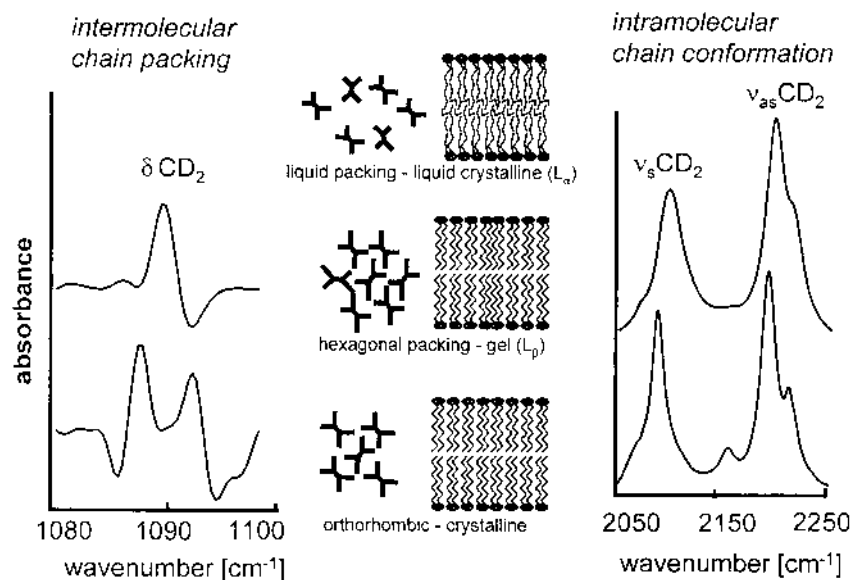 intermolecular
chain packing
δ CD₂
absorbance
1080 1090 1100
wavenumber [cm⁻¹]
liquid packing - liquid crystalline (Lα)
hexagonal packing - gel (Lβ)
orthorhombic - crystalline
intramolecular
chain conformation
νasCD₂
νsCD₂
2050 2150 2250
wavenumber [cm⁻¹]